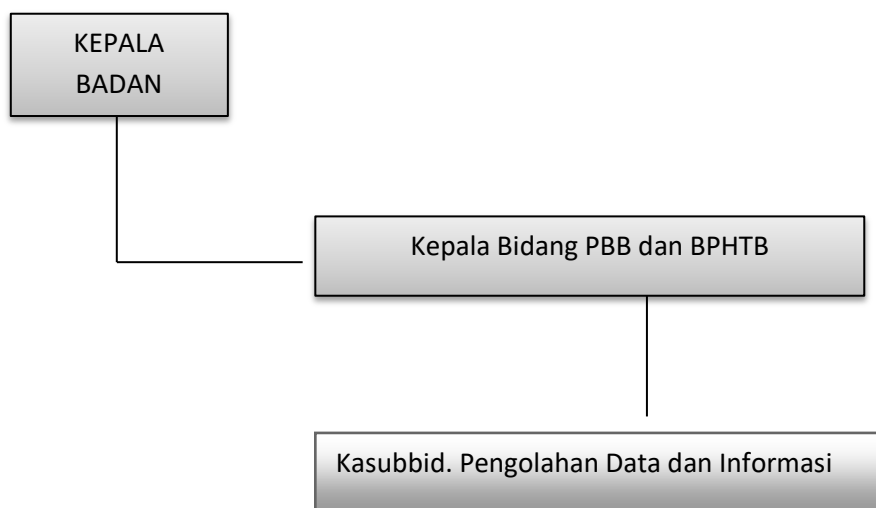 KEPALA
BADAN
Kepala Bidang PBB dan BPHTB
Kasubbid. Pengolahan Data dan Informasi